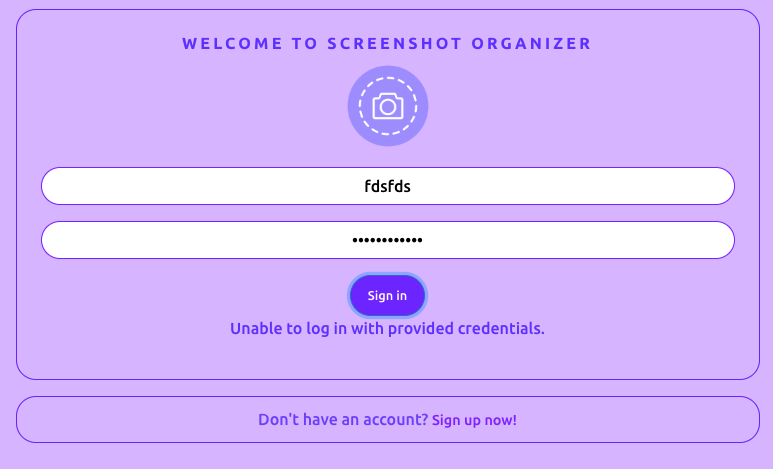 WELCOME TO SCREENSHOT ORGANIZER
fdsfds
••••••••••••
Sign in
Unable to log in with provided credentials.
Don't have an account? Sign up now!